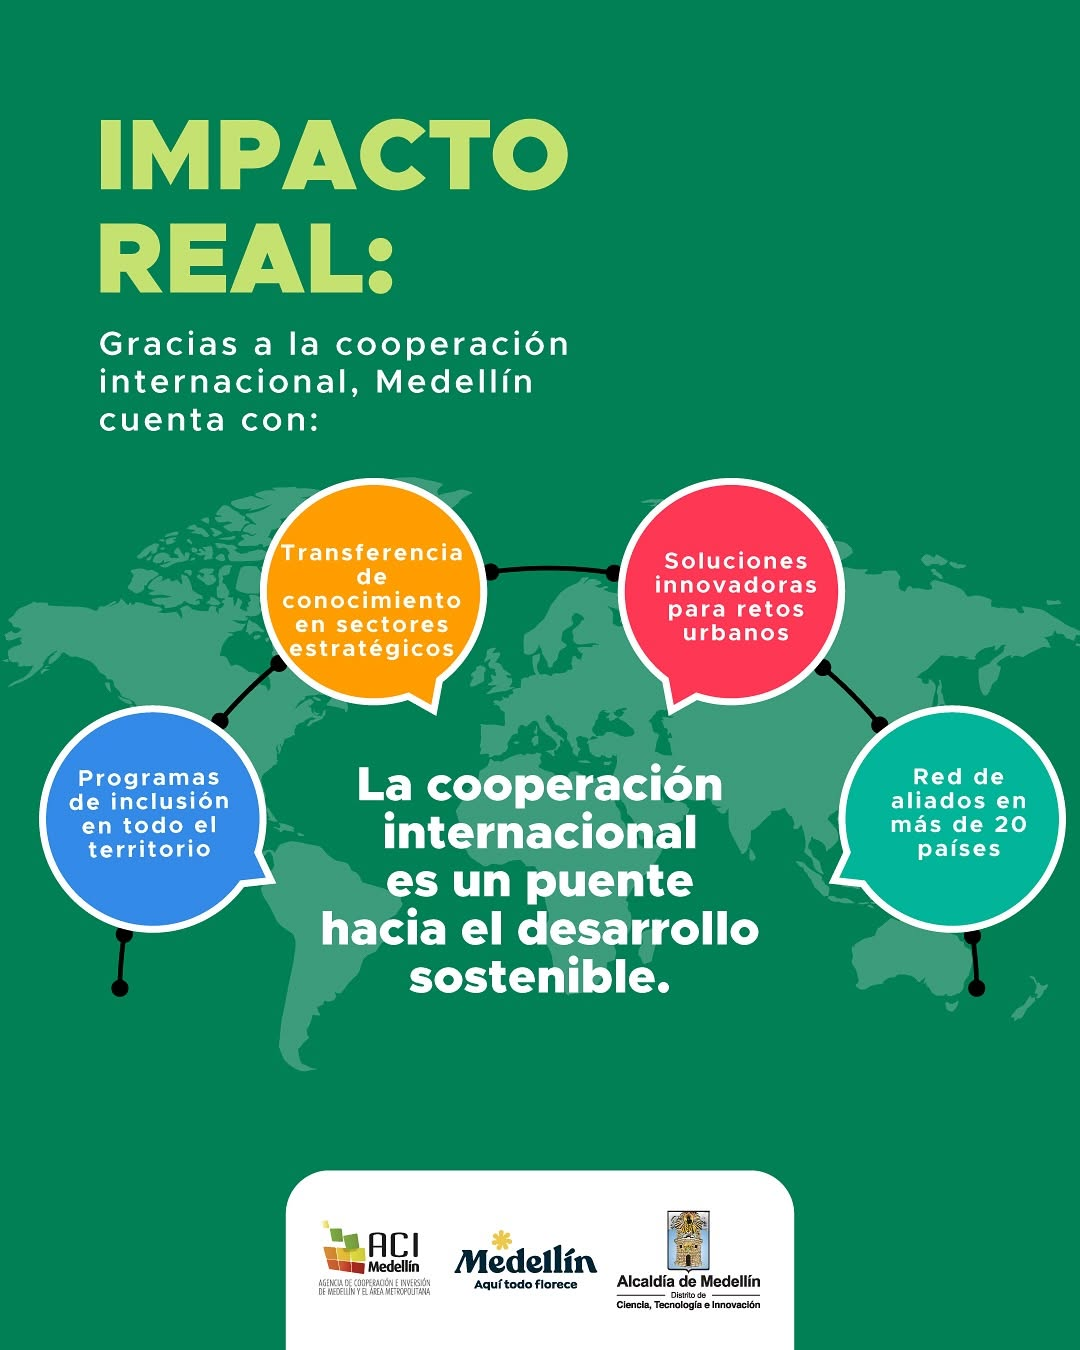 IMPACTO
REAL:
Gracias a la cooperación
internacional, Medellín
cuenta con:
Transferencia
de
conocimiento
en sectores
estratégicos
Soluciones
innovadoras
para retos
urbanos
Programas
de inclusión
en todo el
territorio
Red de
aliados en
más de 20
países
La cooperación
internacional
es un puente
hacia el desarrollo
sostenible.
ACI
Medellín
AGENCIA DE COOPERACIÓN E INVERSIÓN
DE MEDELLÍN Y EL ÁREA METROPOLITANA
Medellín
Aquí todo florece
Alcaldía de Medellín
Distrito de
Ciencia, Tecnología e Innovación